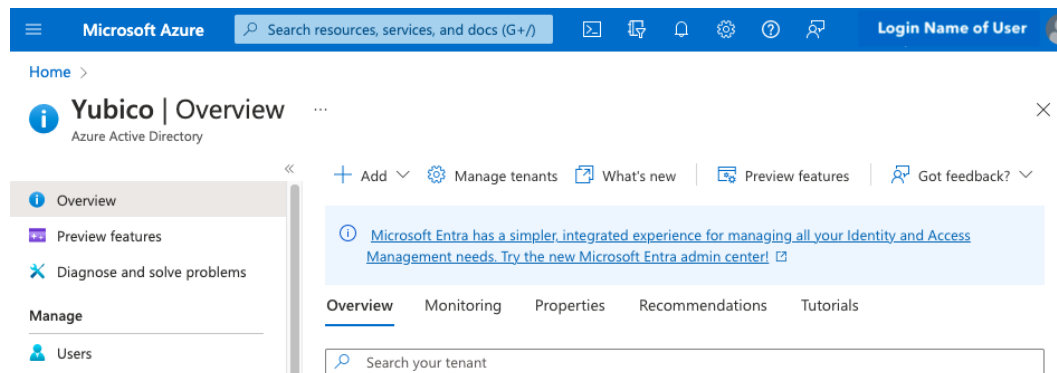 Microsoft Azure
Search resources, services, and docs (G+/)
Login Name of User
Home >
Yubico | Overview ...
Azure Active Directory
«
Add
Manage tenants
What's new
Preview features
Got feedback?
Overview
Preview features
Diagnose and solve problems
Manage
Users
Microsoft Entra has a simpler, integrated experience for managing all your Identity and Access
Management needs. Try the new Microsoft Entra admin center!
Overview
Monitoring
Properties
Recommendations
Tutorials
Search your tenant